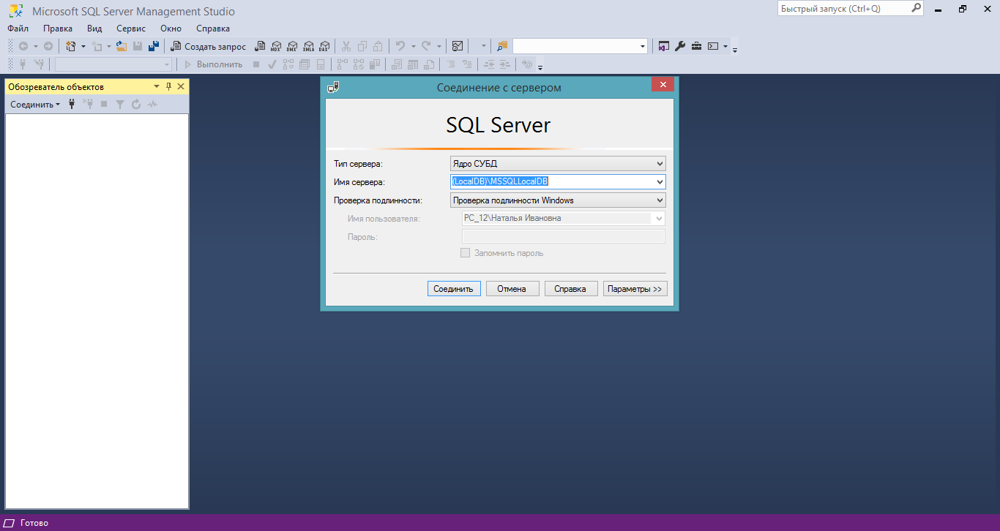 Microsoft SQL Server Management Studio
Быстрый запуск (Ctrl+Q)
Файл Правка Вид Сервис Окно Справка
Создать запрос MDX DMX XMLA DAX
Выполнить
Обозреватель объектов
Соединить
Соединение с сервером
SQL Server
Тип сервера: Ядро СУБД
Имя сервера: (LocalDB)\MSSQLLocalDB
Проверка подлинности: Проверка подлинности Windows
Имя пользователя: PC_12\Наталья Ивановна
Пароль:
Запомнить пароль
Соединить Отмена Справка Параметры >>
Готово